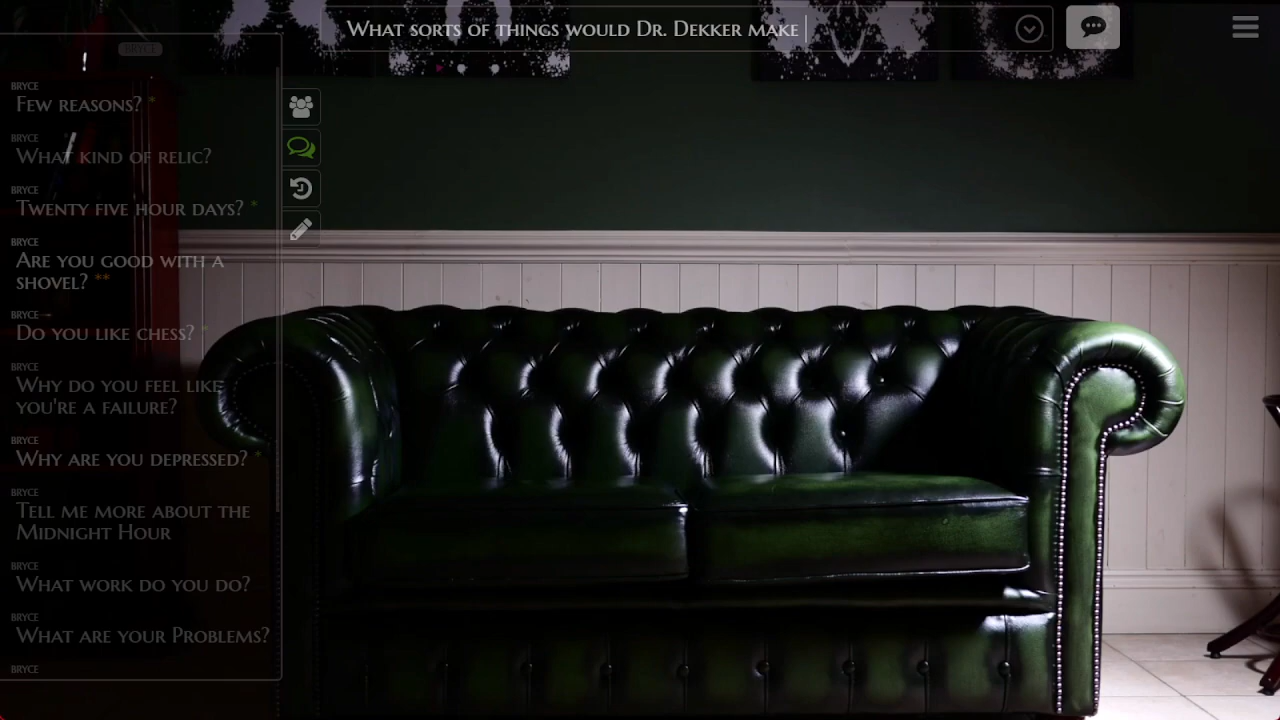 What sorts of things would Dr. Dekker make
BRYCE
BRYCE
Few reasons? *
BRYCE
What kind of relic?
BRYCE
Twenty five hour days? *
BRYCE
Are you good with a
shovel? **
BRYCE
Do you like chess? *
BRYCE
Why do you feel like
you're a failure?
BRYCE
Why are you depressed? *
BRYCE
Tell me more about the
Midnight Hour
BRYCE
What work do you do?
BRYCE
What are your Problems?
BRYCE